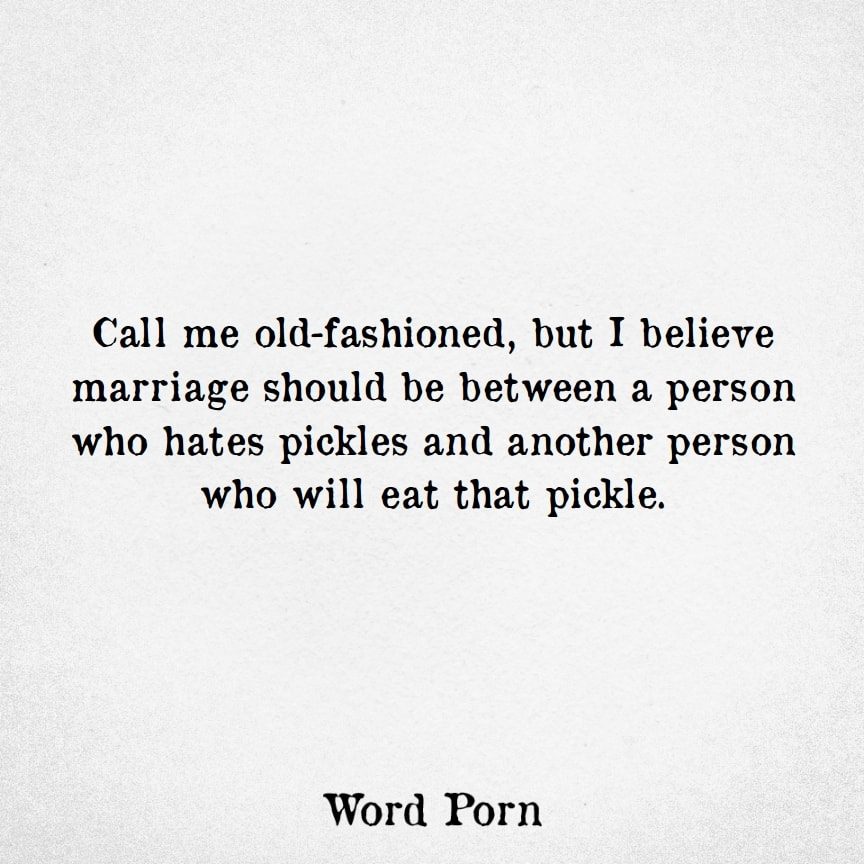 Call me old-fashioned, but I believe
marriage should be between a person
who hates pickles and another person
who will eat that pickle.
Word Porn